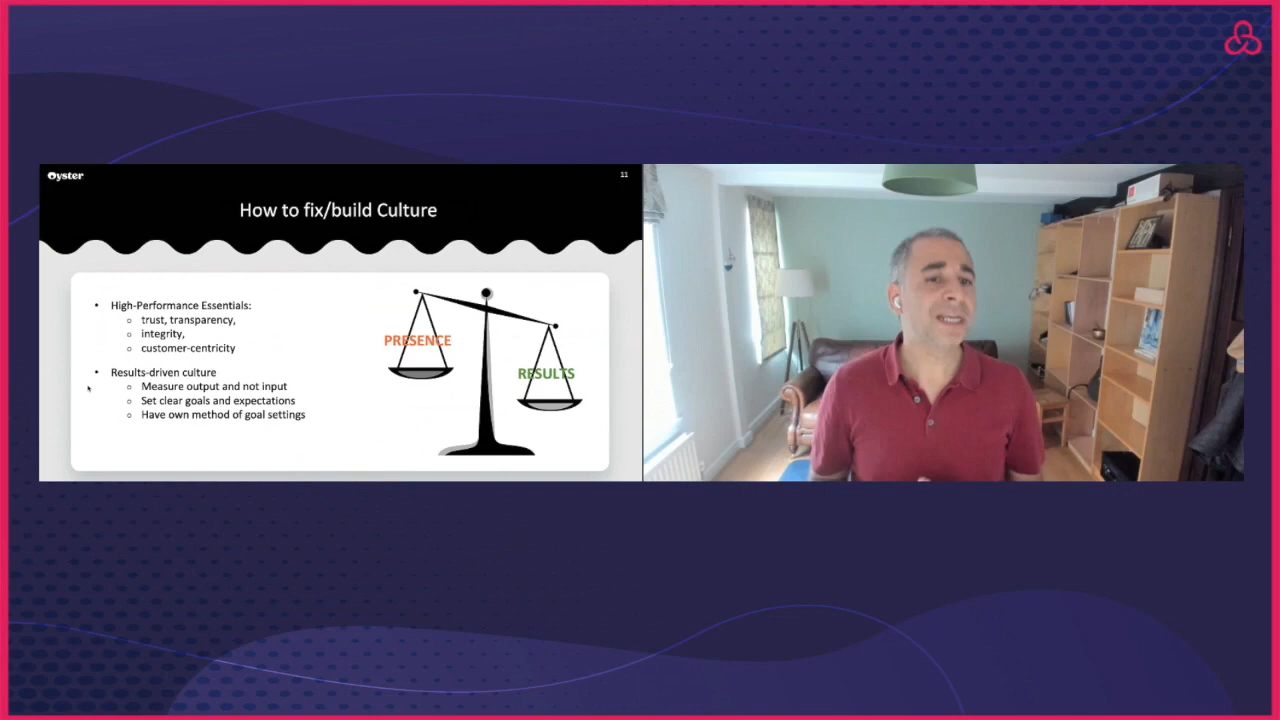 Oyster
11
How to fix/build Culture
• High-Performance Essentials:
o trust, transparency,
o integrity,
o customer-centricity
• Results-driven culture
o Measure output and not input
o Set clear goals and expectations
o Have own method of goal settings
PRESENCE
RESULTS